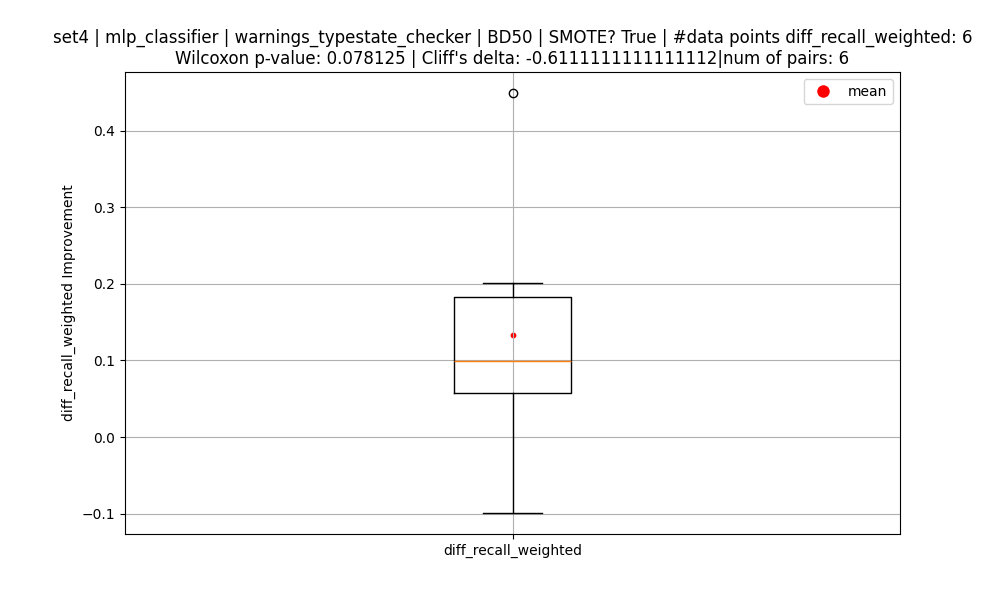 set4 | mlp_classifier | warnings_typestate_checker | BD50 | SMOTE? True | #data points diff_recall_weighted: 6
Wilcoxon p-value: 0.078125 | Cliff's delta: -0.6111111111111112|num of pairs: 6
mean
0.4
0.3
0.2
0.1
0.0
−0.1
diff_recall_weighted Improvement
diff_recall_weighted